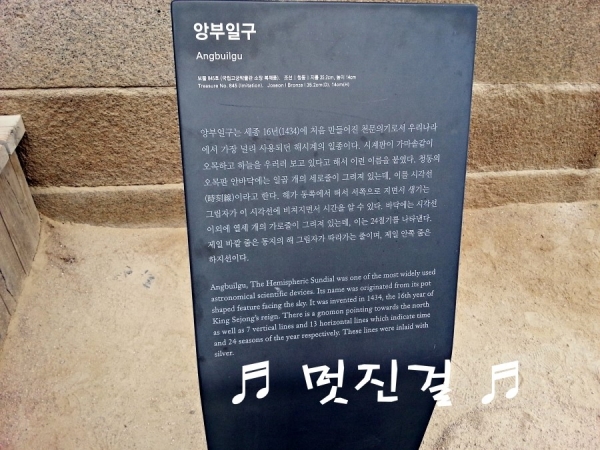 앙부일구
Angbuilgu
보물 845호 (국립고궁박물관 소장 복제품). 조선 | 청동 | 지름 35.2cm, 높이 14cm
Treasure No. 845 (Imitation). Joseon | Bronze | 35.2cm(D), 14cm(H)
앙부일구는 세종 16년(1434)에 처음 만들어진 천문의기로서 우리나라
에서 가장 널리 사용되던 해시계의 일종이다. 시계판이 가마솥같이
오목하고 하늘을 우러러 보고 있다고 해서 이런 이름을 붙였다. 청동의
오목판 안바닥에는 일곱 개의 세로줄이 그려져 있는데, 이를 시각선
(時刻線)이라고 한다. 해가 동쪽에서 떠서 서쪽으로 지면서 생기는
그림자가 이 시각선에 비춰지면서 시간을 알 수 있다. 바닥에는 시각선
이외에 열세 개의 가로줄이 그려져 있는데, 이는 24절기를 나타낸다.
제일 바깥 줄은 동지의 해 그림자가 따라가는 줄이며, 제일 안쪽 줄은
하지선이다.
Angbuilgu, The Hemispheric Sundial was one of the most widely used
astronomical scientific devices. Its name was originated from its pot
shaped feature facing the sky. It was invented in 1434, the 16th year of
King Sejong's reign. There is a gnomon pointing towards the north
as well as 7 vertical lines and 13 horizontal lines which indicate time
and 24 seasons of the year respectively. These lines were inlaid with
silver.
♬ 멋진걸 ♬